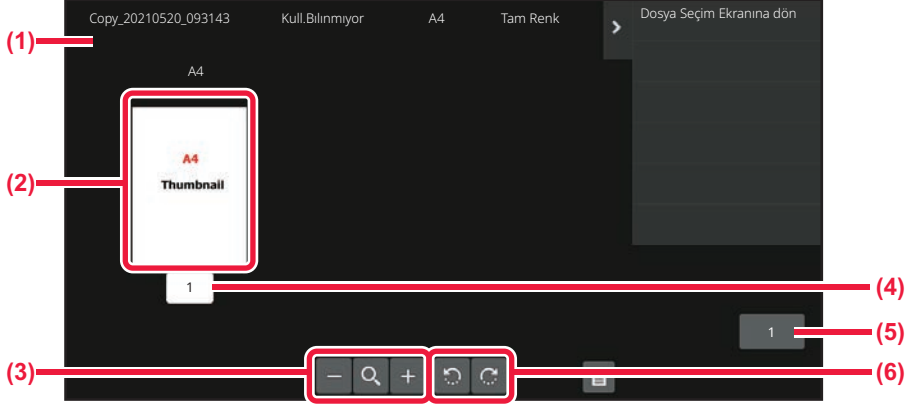 Copy_20210520_093143 Kull.Bılınmıyor A4 Tam Renk Dosya Seçim Ekranına dön
(1)
A4
A4
Thumbnail
(2)
1 (4)
1 (5)
(3) (6)